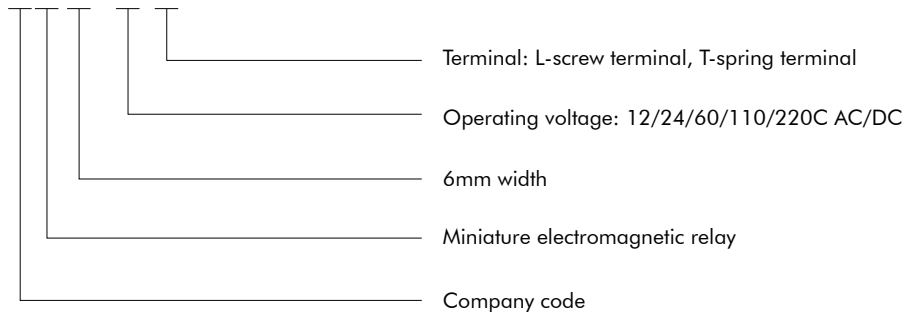 Terminal: L-screw terminal, T-spring terminal
Operating voltage: 12/24/60/110/220C AC/DC
6mm width
Miniature electromagnetic relay
Company code